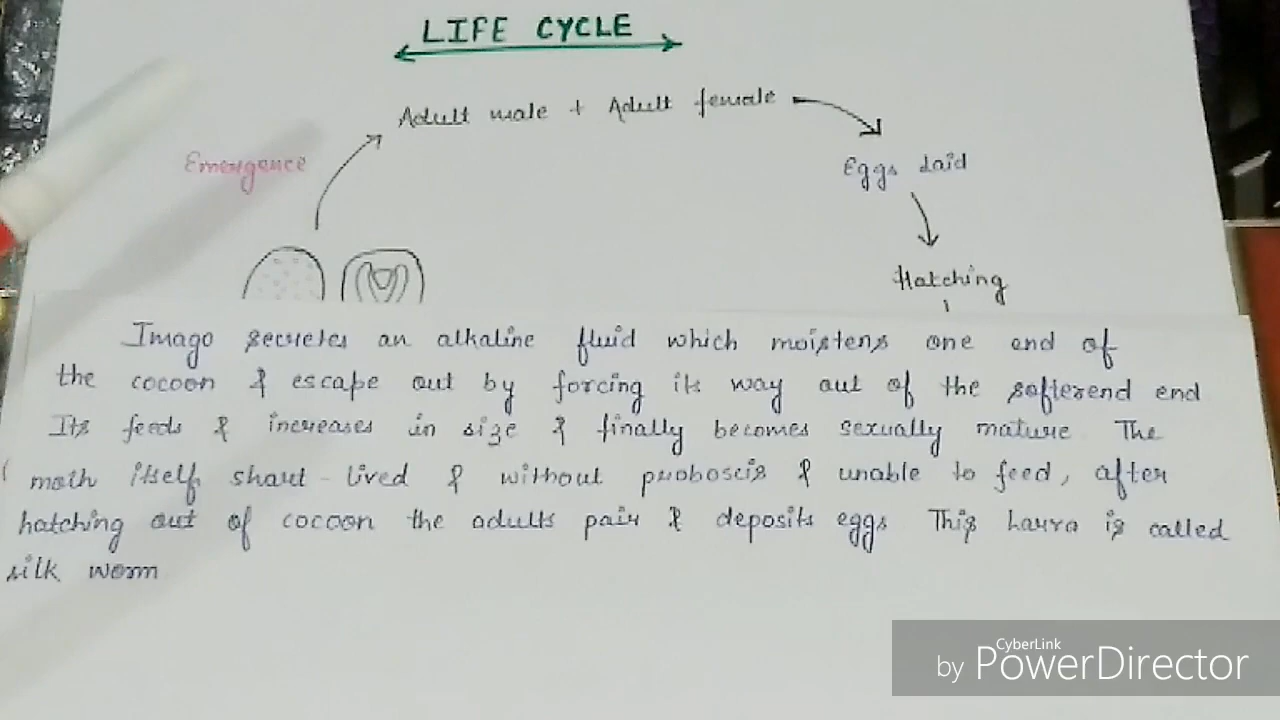 LIFE CYCLE
Adult male + Adult female
Emergance
Eggs laid
Hatching
Imago secretes an alkaline fluid which moistens one end of
the cocoon & escape out by forcing its way out of the softerend end
Its feeds & increases in size & finally becomes sexually mature The
moth itself short-lived & without proboscis & unable to feed, after
hatching out of cocoon the adults pair & deposits eggs This Larva is called
silk worm
CyberLink
by PowerDirector